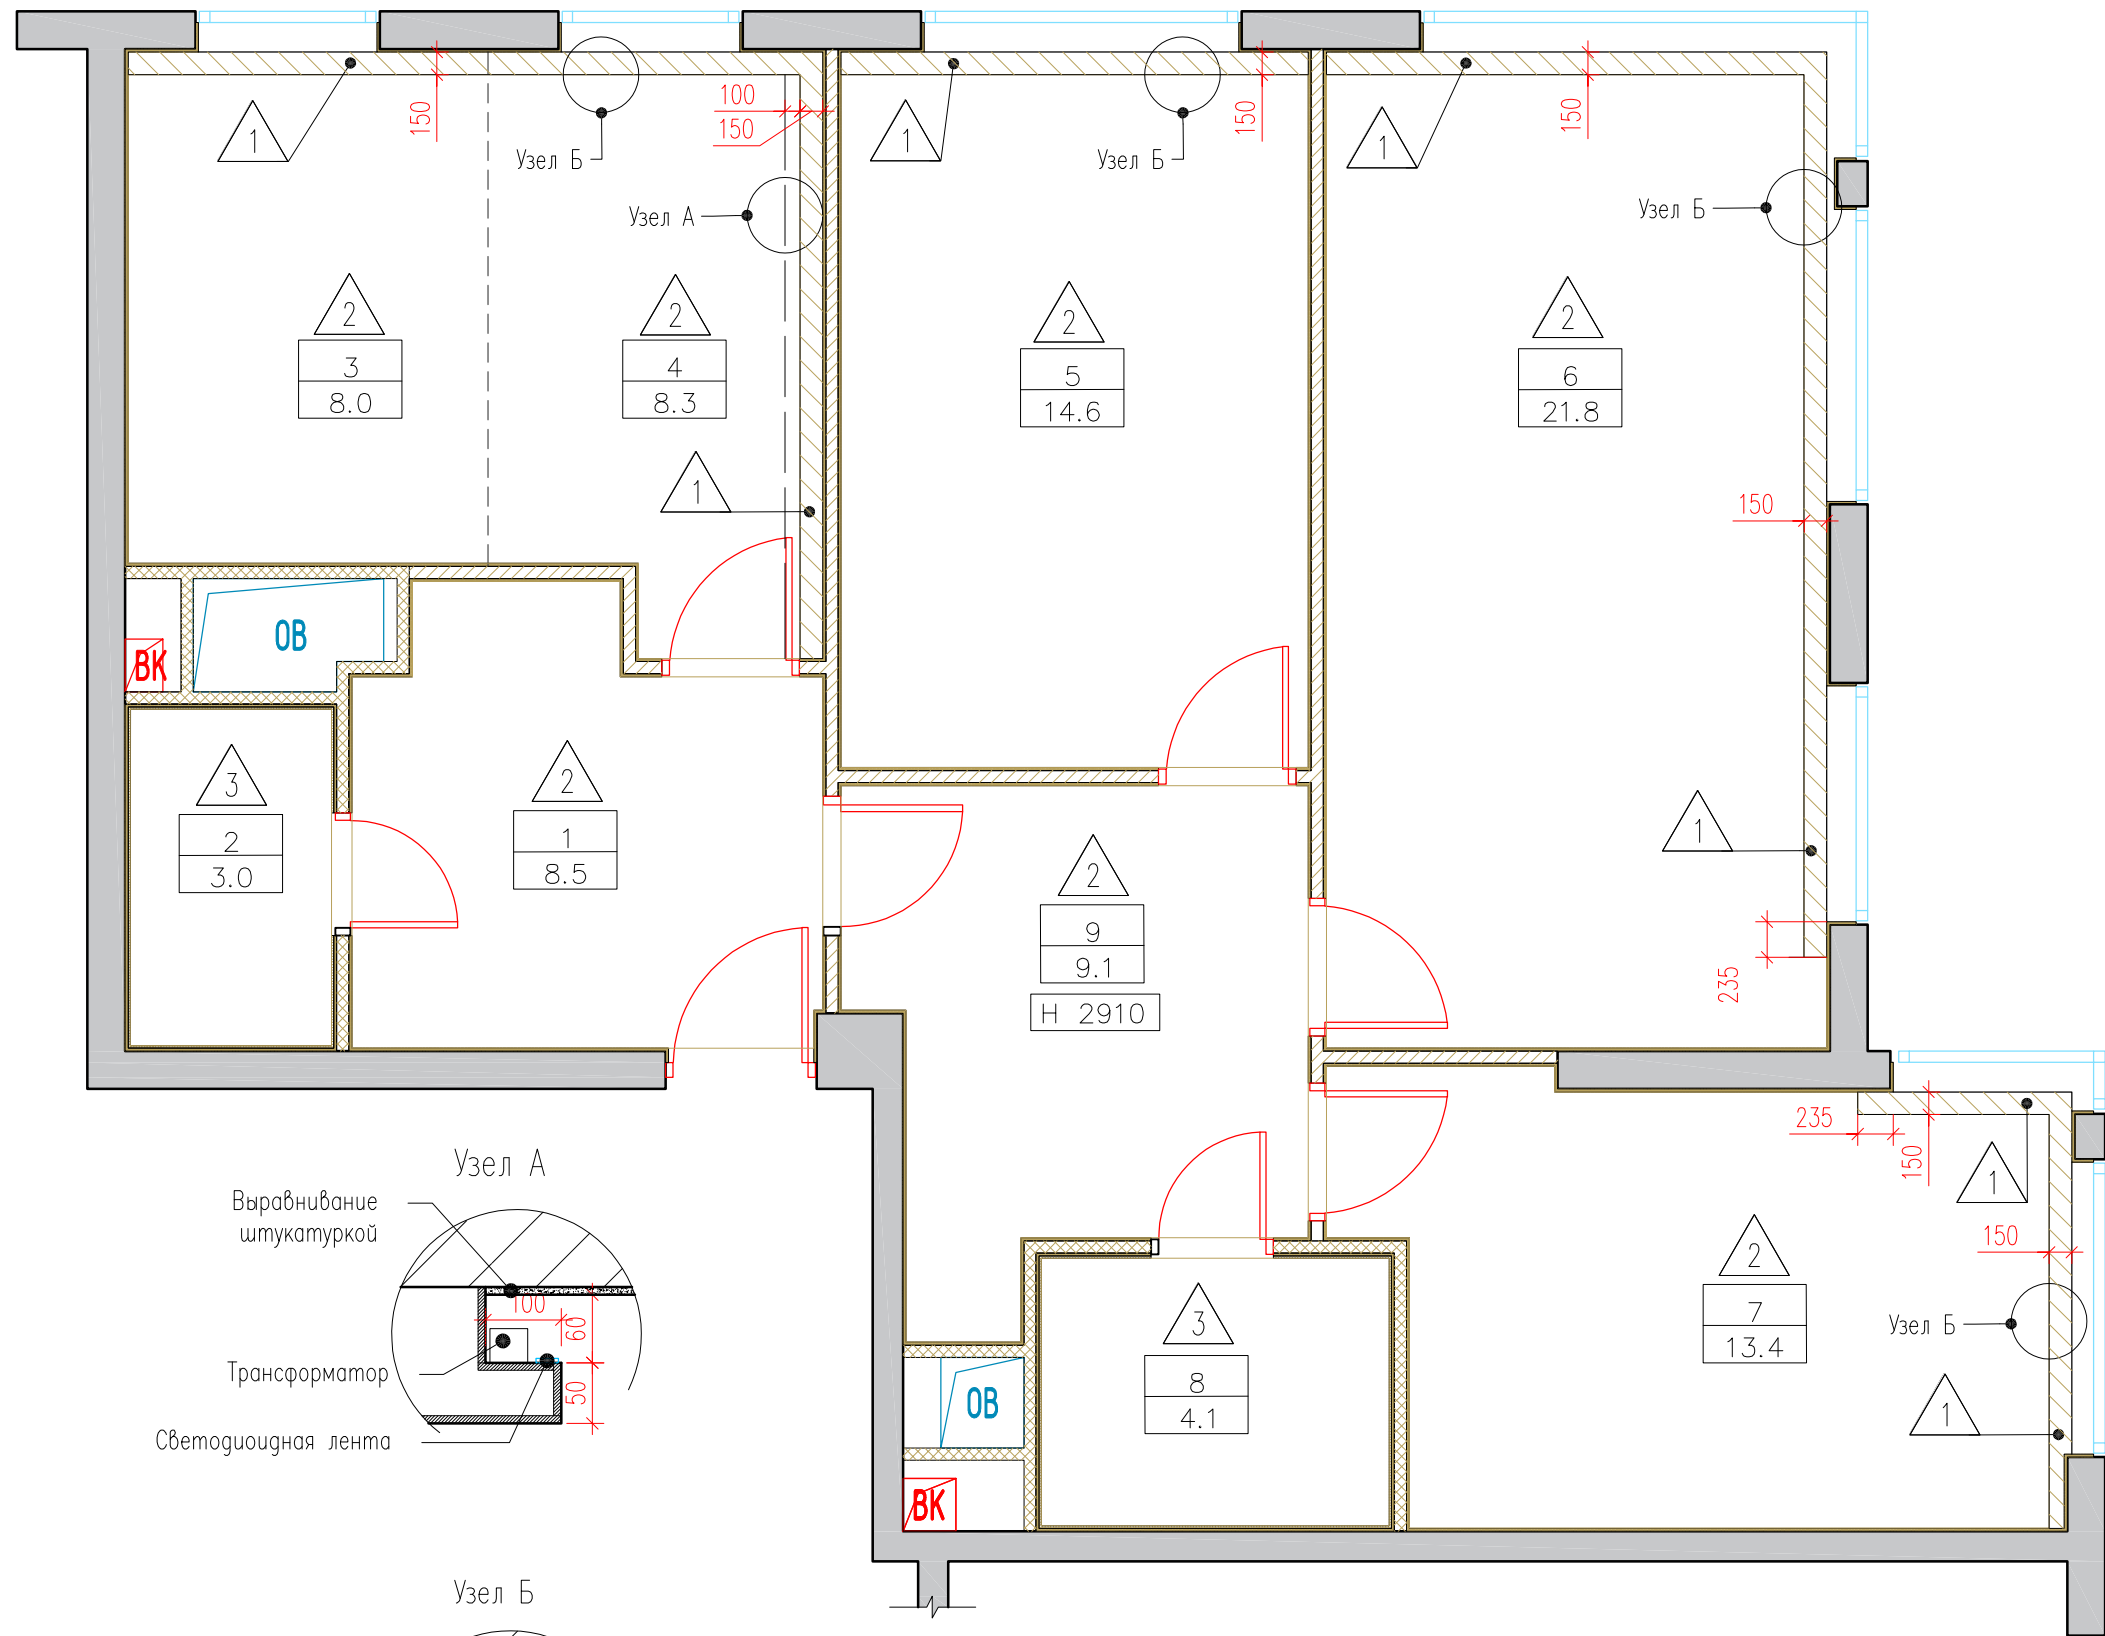 100
150
150
150
150
1
1
1
Узел Б
Узел Б
Узел А
Узел Б
2
3
8.0
2
4
8.3
2
5
14.6
2
6
21.8
1
150
ОВ
ВК
3
2
3.0
2
1
8.5
2
9
9.1
H 2910
1
235
235
150
1
150
2
7
13.4
Узел Б
1
3
8
4.1
ОВ
ВК
Узел А
Выравнивание
штукатуркой
100
60
50
Трансформатор
Светодиоидная лента
Узел Б